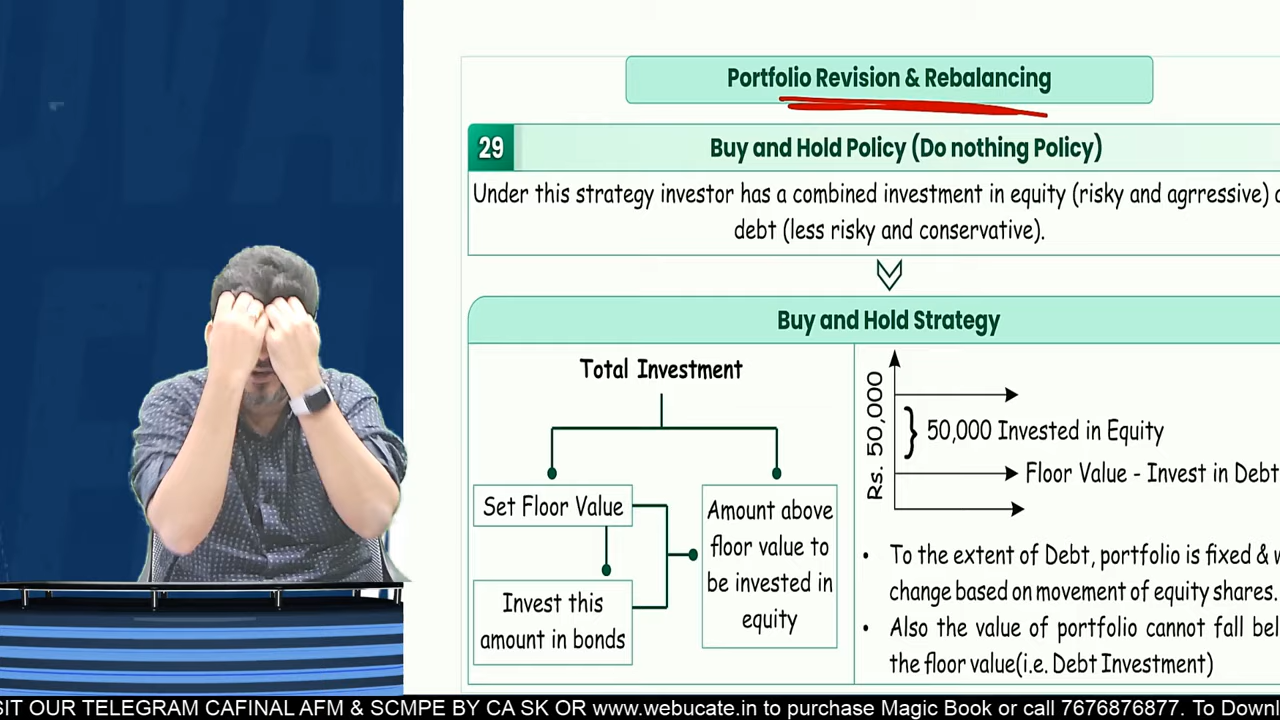 Portfolio Revision & Rebalancing
29
Buy and Hold Policy (Do nothing Policy)
Under this strategy investor has a combined investment in equity (risky and agrressive)
debt (less risky and conservative).
Buy and Hold Strategy
Total Investment
Set Floor Value
Invest this
amount in bonds
Amount above
floor value to
be invested in
equity
Rs. 50,000
50,000 Invested in Equity
Floor Value - Invest in Debt
• To the extent of Debt, portfolio is fixed &
change based on movement of equity shares.
• Also the value of portfolio cannot fall
the floor value(i.e. Debt Investment)
OUR TELEGRAM CAFINAL AFM & SCMPE BY CA SK OR www.webucate.in to purchase Magic Book or call 7676876877. To